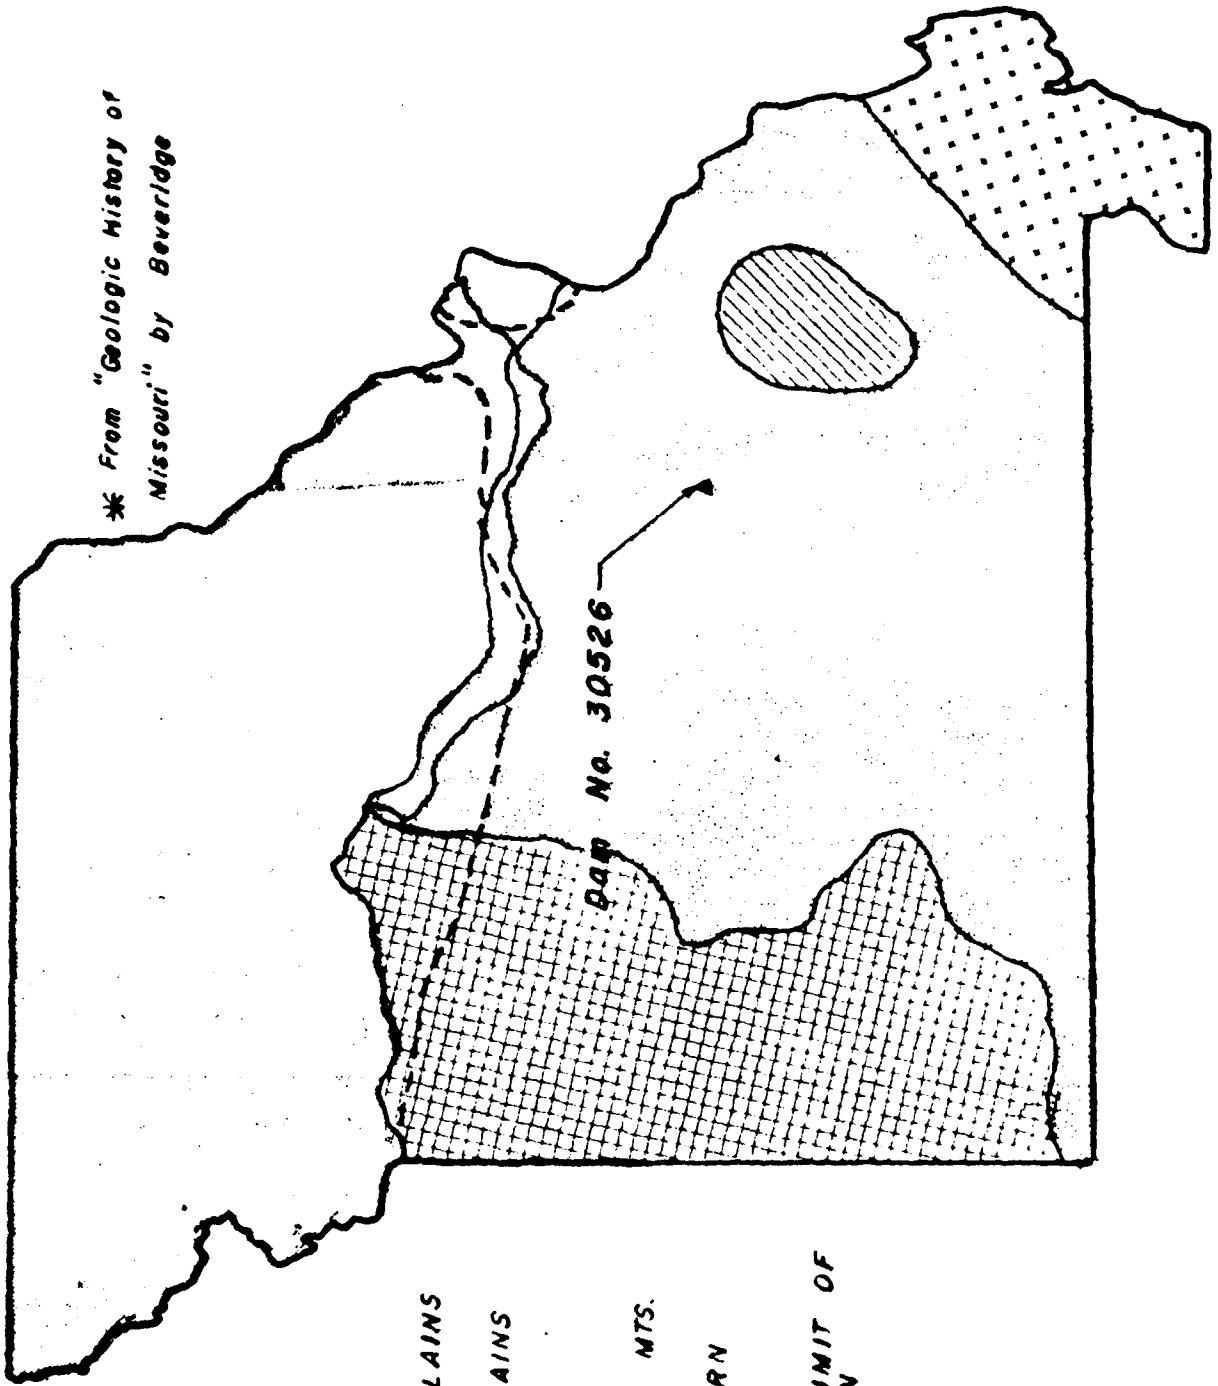 * From "Geologic History of
Missouri" by Beveridge
Dam No. 30526
LAINS
AINS
MTS.
RN
IMIT OF
N